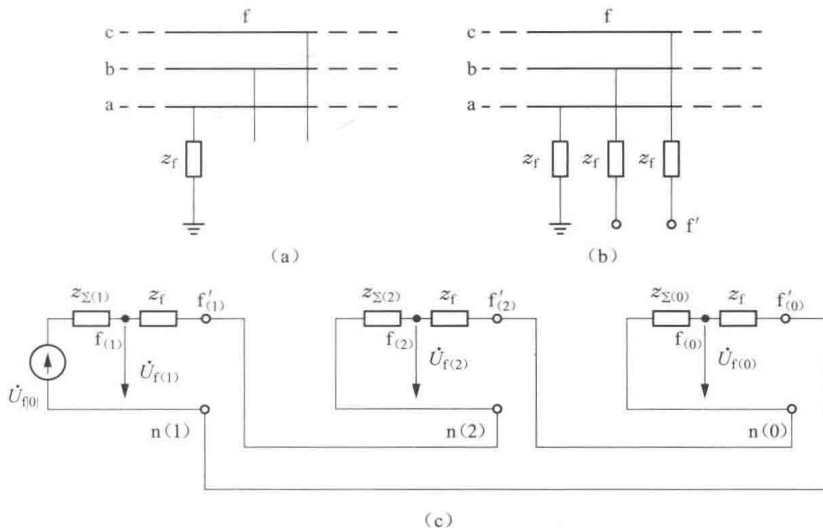 f
c
b
a
z_f
(a)
f
c
b
a
z_f z_f z_f
f′
(b)
z_Σ(1) z_f f′_(1)
f_(1)
U̇_f(1)
U̇_f|0|
n(1)
z_Σ(2) z_f f′_(2)
f_(2)
U̇_f(2)
n(2)
z_Σ(0) z_f f′_(0)
f_(0)
U̇_f(0)
n(0)
(c)